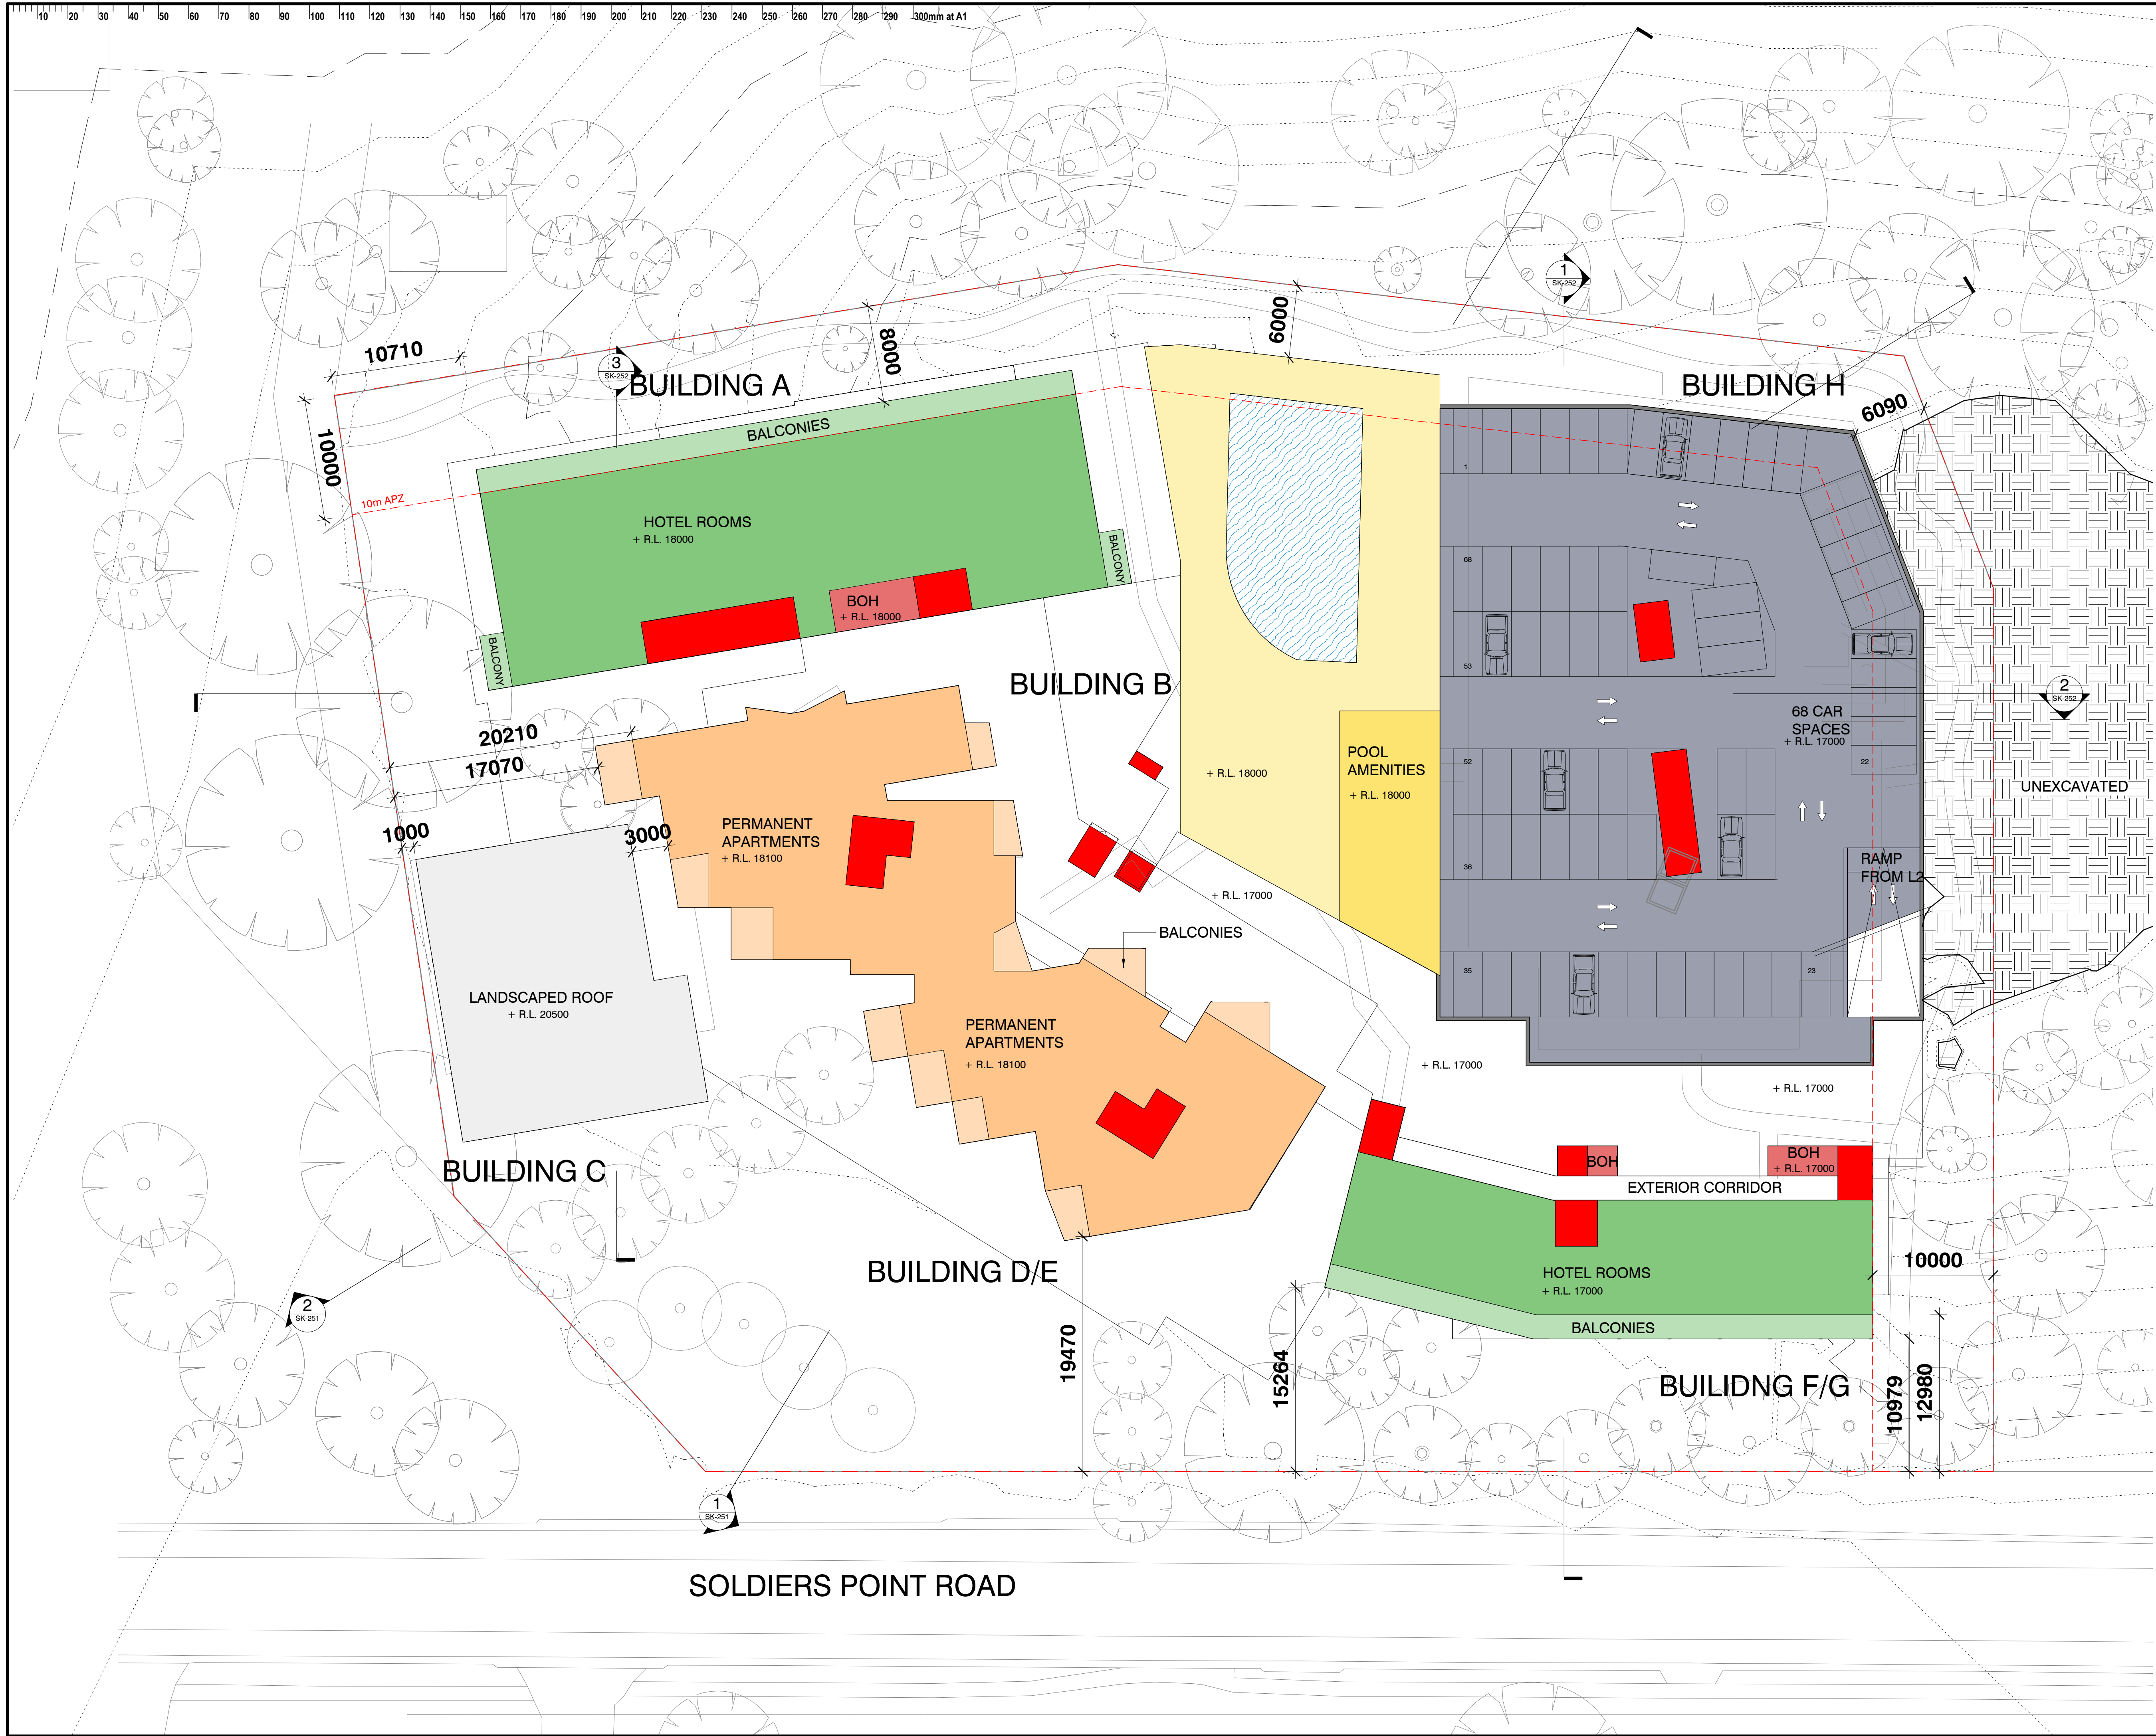 10 20 30 40 50 60 70 80 90 100 110 120 130 140 150 160 170 180 190 200 210 220 230 240 250 260 270 280 290 300mm at A1
1
SK-252
6000
10710
8000
3
SK-252
BUILDING A
BUILDING H
6090
10000
BALCONIES
1
10m APZ
HOTEL ROOMS
+ R.L. 18000
BALCONY
68
BOH
+ R.L. 18000
BALCONY
53
BUILDING B
2
SK-252
68 CAR
SPACES
+ R.L. 17000
20210
17070
POOL
AMENITIES
+ R.L. 18000
+ R.L. 18000
52
22
UNEXCAVATED
1000
3000
PERMANENT
APARTMENTS
+ R.L. 18100
36
RAMP
FROM L2
+ R.L. 17000
BALCONIES
35
23
LANDSCAPED ROOF
+ R.L. 20500
PERMANENT
APARTMENTS
+ R.L. 18100
+ R.L. 17000
+ R.L. 17000
BUILDING C
BOH
BOH
+ R.L. 17000
EXTERIOR CORRIDOR
BUILDING D/E
10000
HOTEL ROOMS
+ R.L. 17000
2
SK-251
BALCONIES
19470
15264
BUILIDNG F/G
10979
12980
1
SK-251
SOLDIERS POINT ROAD